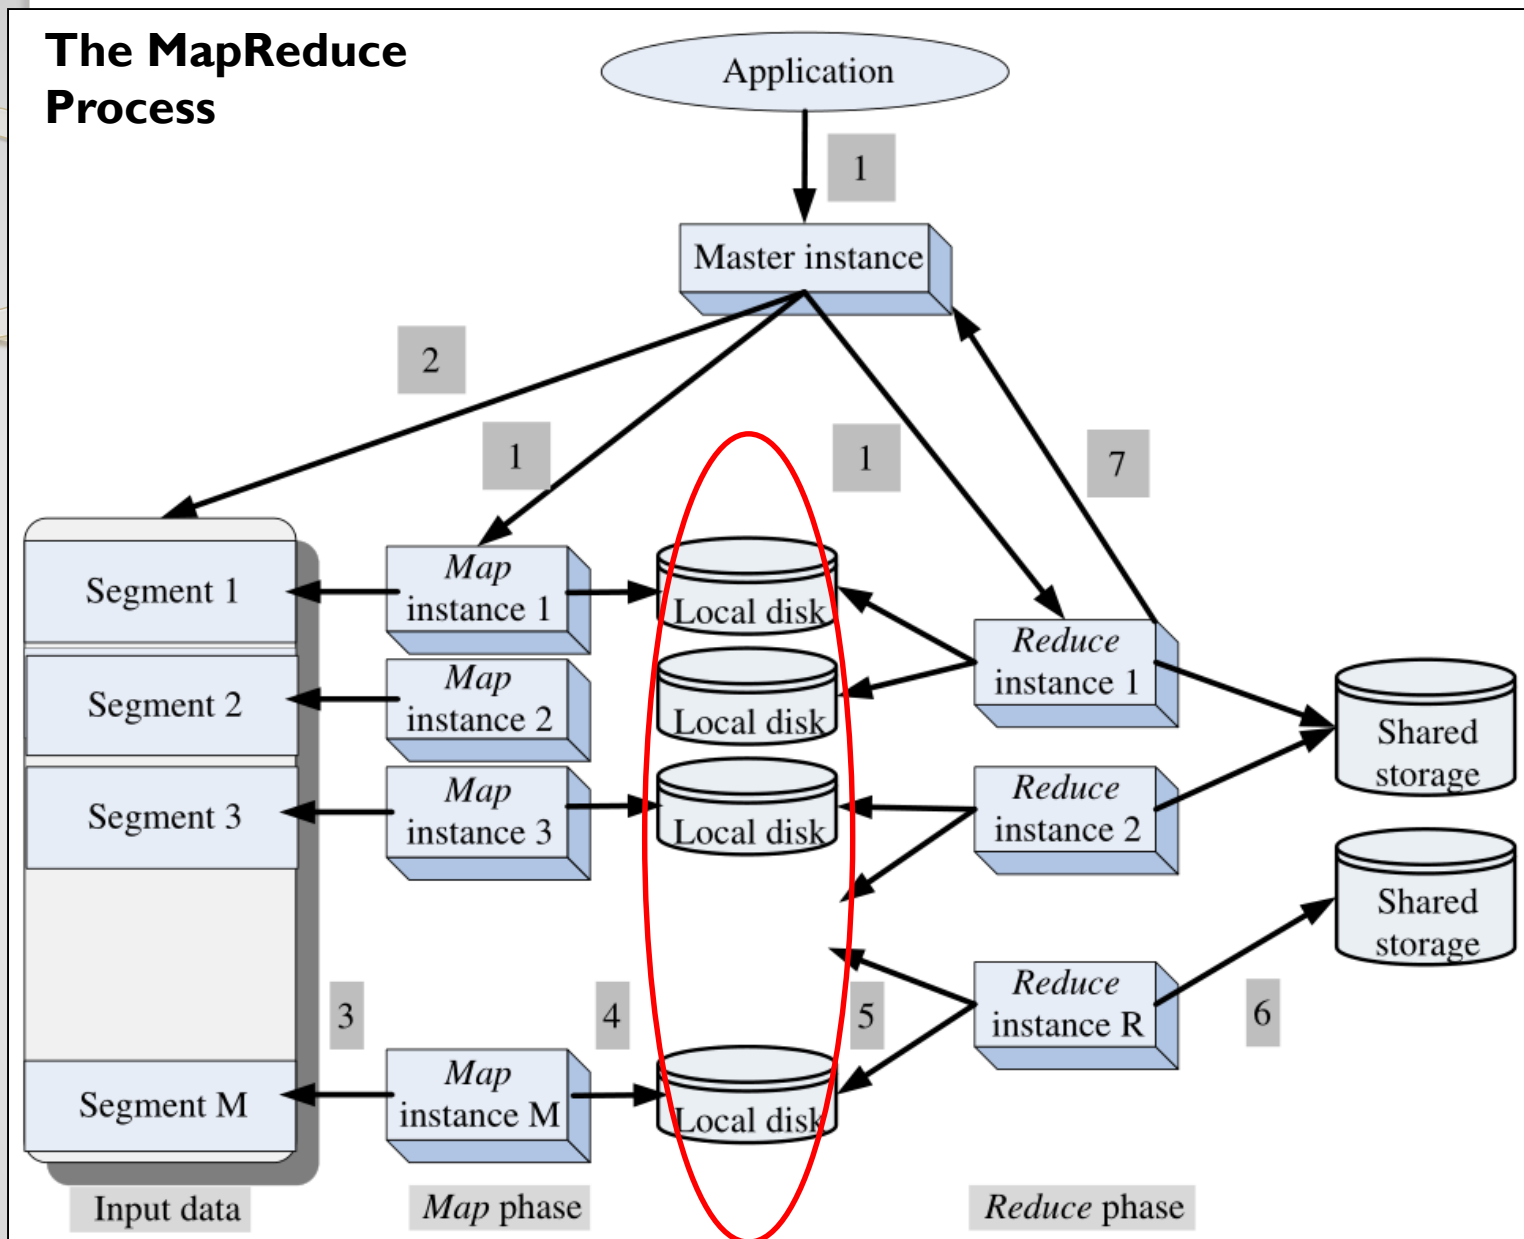 The MapReduce
Process
Application
1
Master instance
2
1
1
7
Segment 1
Map
instance 1
Local disk
Reduce
instance 1
Segment 2
Map
instance 2
Local disk
Shared
storage
Segment 3
Map
instance 3
Local disk
Reduce
instance 2
Shared
storage
3
4
5
Reduce
instance R
6
Segment M
Map
instance M
Local disk
Input data
Map phase
Reduce phase